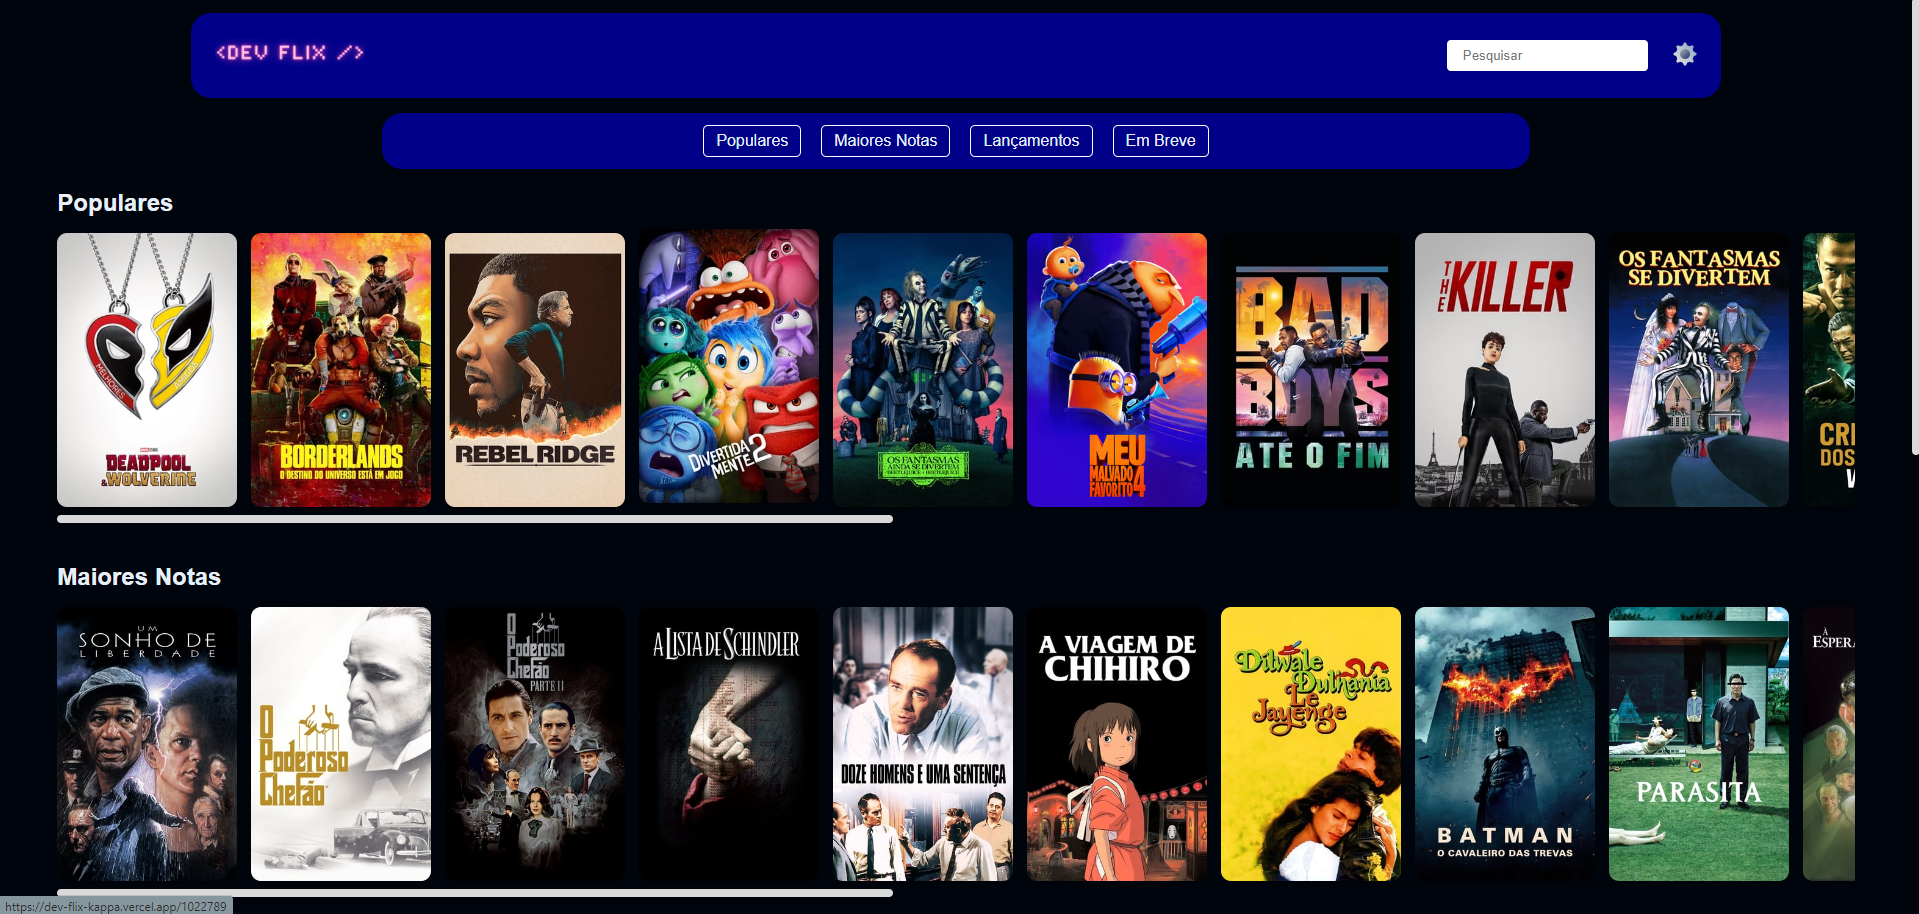 <DEV FLIX />
Pesquisar
Populares
Maiores Notas
Lançamentos
Em Breve
Populares
MELHORES
DEADPOOL
& WOLVERINE
BORDERLANDS
O DESTINO DO UNIVERSO ESTÁ EM JOGO
REBEL RIDGE
DIVERTIDA
MENTE 2
OS FANTASMAS
AINDA SE DIVERTEM
BEETLEJUICE BEETLEJUICE
MEU
MALVADO
FAVORITO 4
BAD
BOYS
ATÉ O FIM
THE
KILLER
OS FANTASMAS
SE DIVERTEM
CRI
DOS
Maiores Notas
UM
SONHO DE
LIBERDADE
O
Poderoso
Chefão
O
Poderoso
Chefão
PARTE II
A LISTA DE SCHINDLER
DOZE HOMENS E UMA SENTENÇA
A VIAGEM DE
CHIHIRO
Dilwale
Dulhania
Le
Jayenge
BATMAN
O CAVALEIRO DAS TREVAS
PARASITA
À
ESPERA
https://dev-flix-kappa.vercel.app/1022789